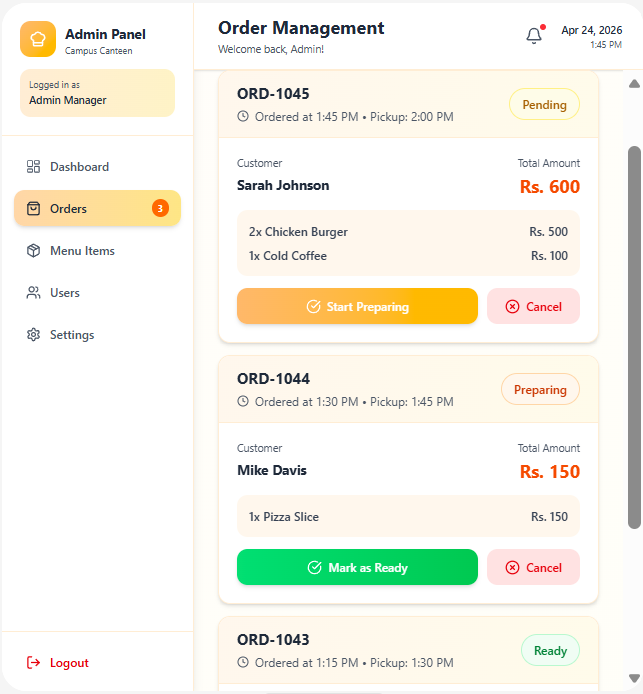 Admin Panel
Campus Canteen
Logged in as
Admin Manager
Dashboard
Orders 3
Menu Items
Users
Settings
Logout
Order Management
Welcome back, Admin!
Apr 24, 2026
1:45 PM
ORD-1045
Ordered at 1:45 PM • Pickup: 2:00 PM
Pending
Customer
Sarah Johnson
Total Amount
Rs. 600
2x Chicken Burger Rs. 500
1x Cold Coffee Rs. 100
Start Preparing Cancel
ORD-1044
Ordered at 1:30 PM • Pickup: 1:45 PM
Preparing
Customer
Mike Davis
Total Amount
Rs. 150
1x Pizza Slice Rs. 150
Mark as Ready Cancel
ORD-1043
Ordered at 1:15 PM • Pickup: 1:30 PM
Ready